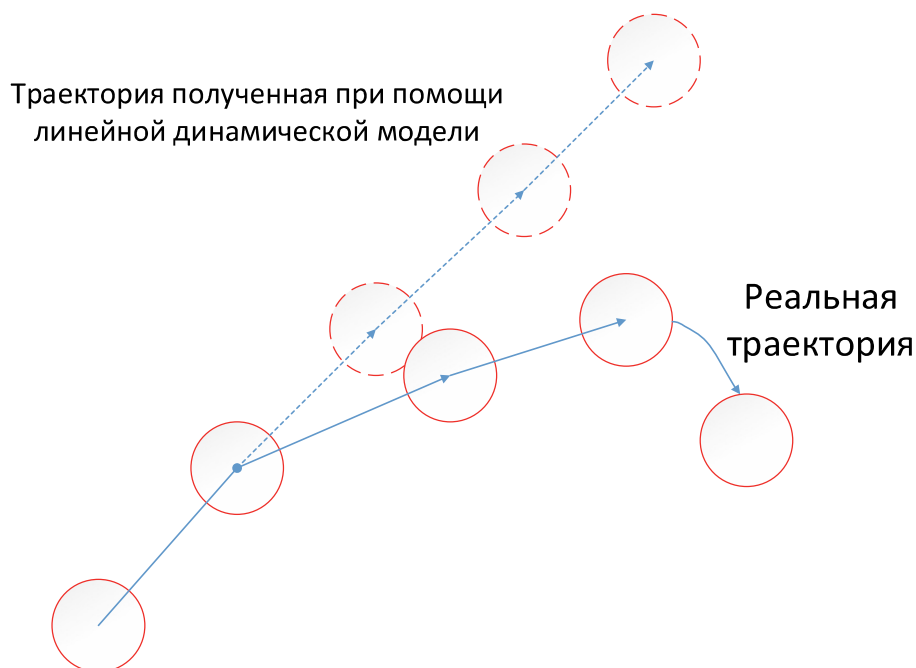 Траектория полученная при помощи
линейной динамической модели
Реальная
траектория